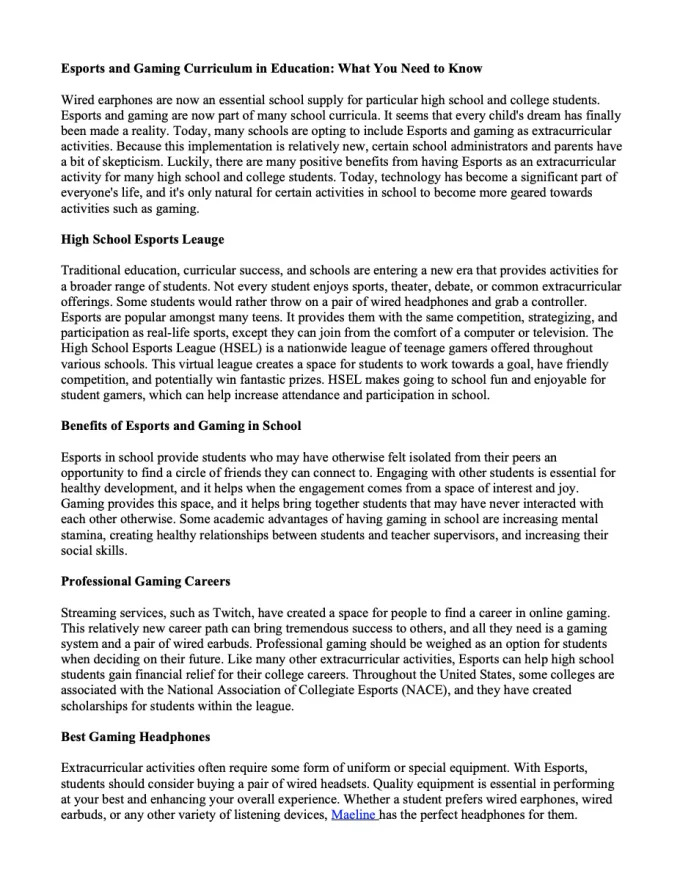 Esports and Gaming Curriculum in Education: What You Need to Know
Wired earphones are now an essential school supply for particular high school and college students.
Esports and gaming are now part of many school curricula. It seems that every child's dream has finally
been made a reality. Today, many schools are opting to include Esports and gaming as extracurricular
activities. Because this implementation is relatively new, certain school administrators and parents have
a bit of skepticism. Luckily, there are many positive benefits from having Esports as an extracurricular
activity for many high school and college students. Today, technology has become a significant part of
everyone's life, and it's only natural for certain activities in school to become more geared towards
activities such as gaming.
High School Esports Leauge
Traditional education, curricular success, and schools are entering a new era that provides activities for
a broader range of students. Not every student enjoys sports, theater, debate, or common extracurricular
offerings. Some students would rather throw on a pair of wired headphones and grab a controller.
Esports are popular amongst many teens. It provides them with the same competition, strategizing, and
participation as real-life sports, except they can join from the comfort of a computer or television. The
High School Esports League (HSEL) is a nationwide league of teenage gamers offered throughout
various schools. This virtual league creates a space for students to work towards a goal, have friendly
competition, and potentially win fantastic prizes. HSEL makes going to school fun and enjoyable for
student gamers, which can help increase attendance and participation in school.
Benefits of Esports and Gaming in School
Esports in school provide students who may have otherwise felt isolated from their peers an
opportunity to find a circle of friends they can connect to. Engaging with other students is essential for
healthy development, and it helps when the engagement comes from a space of interest and joy.
Gaming provides this space, and it helps bring together students that may have never interacted with
each other otherwise. Some academic advantages of having gaming in school are increasing mental
stamina, creating healthy relationships between students and teacher supervisors, and increasing their
social skills.
Professional Gaming Careers
Streaming services, such as Twitch, have created a space for people to find a career in online gaming.
This relatively new career path can bring tremendous success to others, and all they need is a gaming
system and a pair of wired earbuds. Professional gaming should be weighed as an option for students
when deciding on their future. Like many other extracurricular activities, Esports can help high school
students gain financial relief for their college careers. Throughout the United States, some colleges are
associated with the National Association of Collegiate Esports (NACE), and they have created
scholarships for students within the league.
Best Gaming Headphones
Extracurricular activities often require some form of uniform or special equipment. With Esports,
students should consider buying a pair of wired headsets. Quality equipment is essential in performing
at your best and enhancing your overall experience. Whether a student prefers wired earphones, wired
earbuds, or any other variety of listening devices, Maeline has the perfect headphones for them.